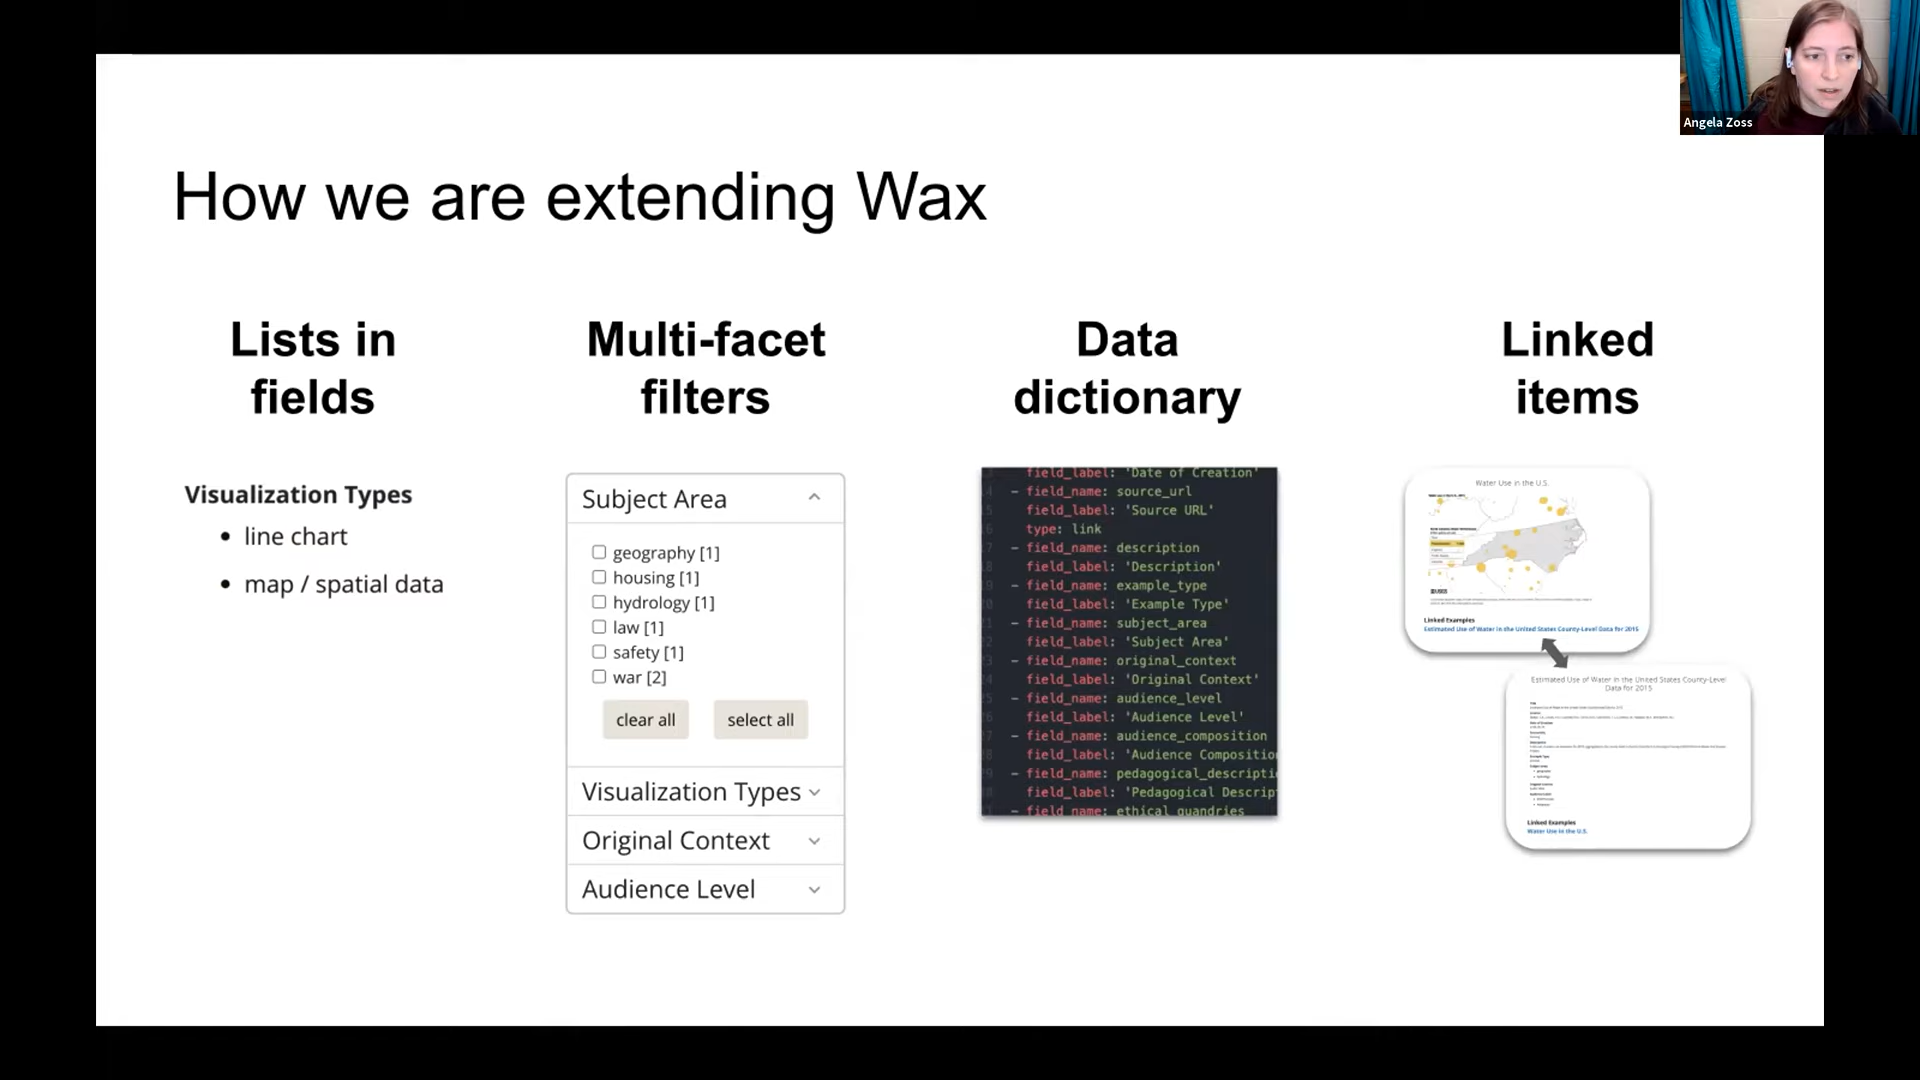 Angela Zoss
How we are extending Wax
Lists in
fields
Visualization Types
line chart
map / spatial data
Multi-facet
filters
Subject Area
geography [1]
housing [1]
hydrology [1]
law [1]
safety [1]
war [2]
clear all
select all
Visualization Types
Original Context
Audience Level
Data
dictionary
field_label: 'Date of Creation'
- field_name: source_url
field_label: 'Source URL'
type: link
- field_name: description
field_label: 'Description'
- field_name: example_type
field_label: 'Example Type'
- field_name: subject_area
field_label: 'Subject Area'
- field_name: original_context
field_label: 'Original Context'
- field_name: audience_level
field_label: 'Audience Level'
- field_name: audience_composition
field_label: 'Audience Compositio
- field_name: pedagogical_descripti
field_label: 'Pedagogical Descrip
- field_name: ethical_quandries
Linked
items
Water Use in the U.S.
Linked Examples
Estimated Use of Water in the United States County-Level Data for 2015
Estimated Use of Water in the United States County-Level
Data for 2015
Linked Examples
Water Use in the U.S.